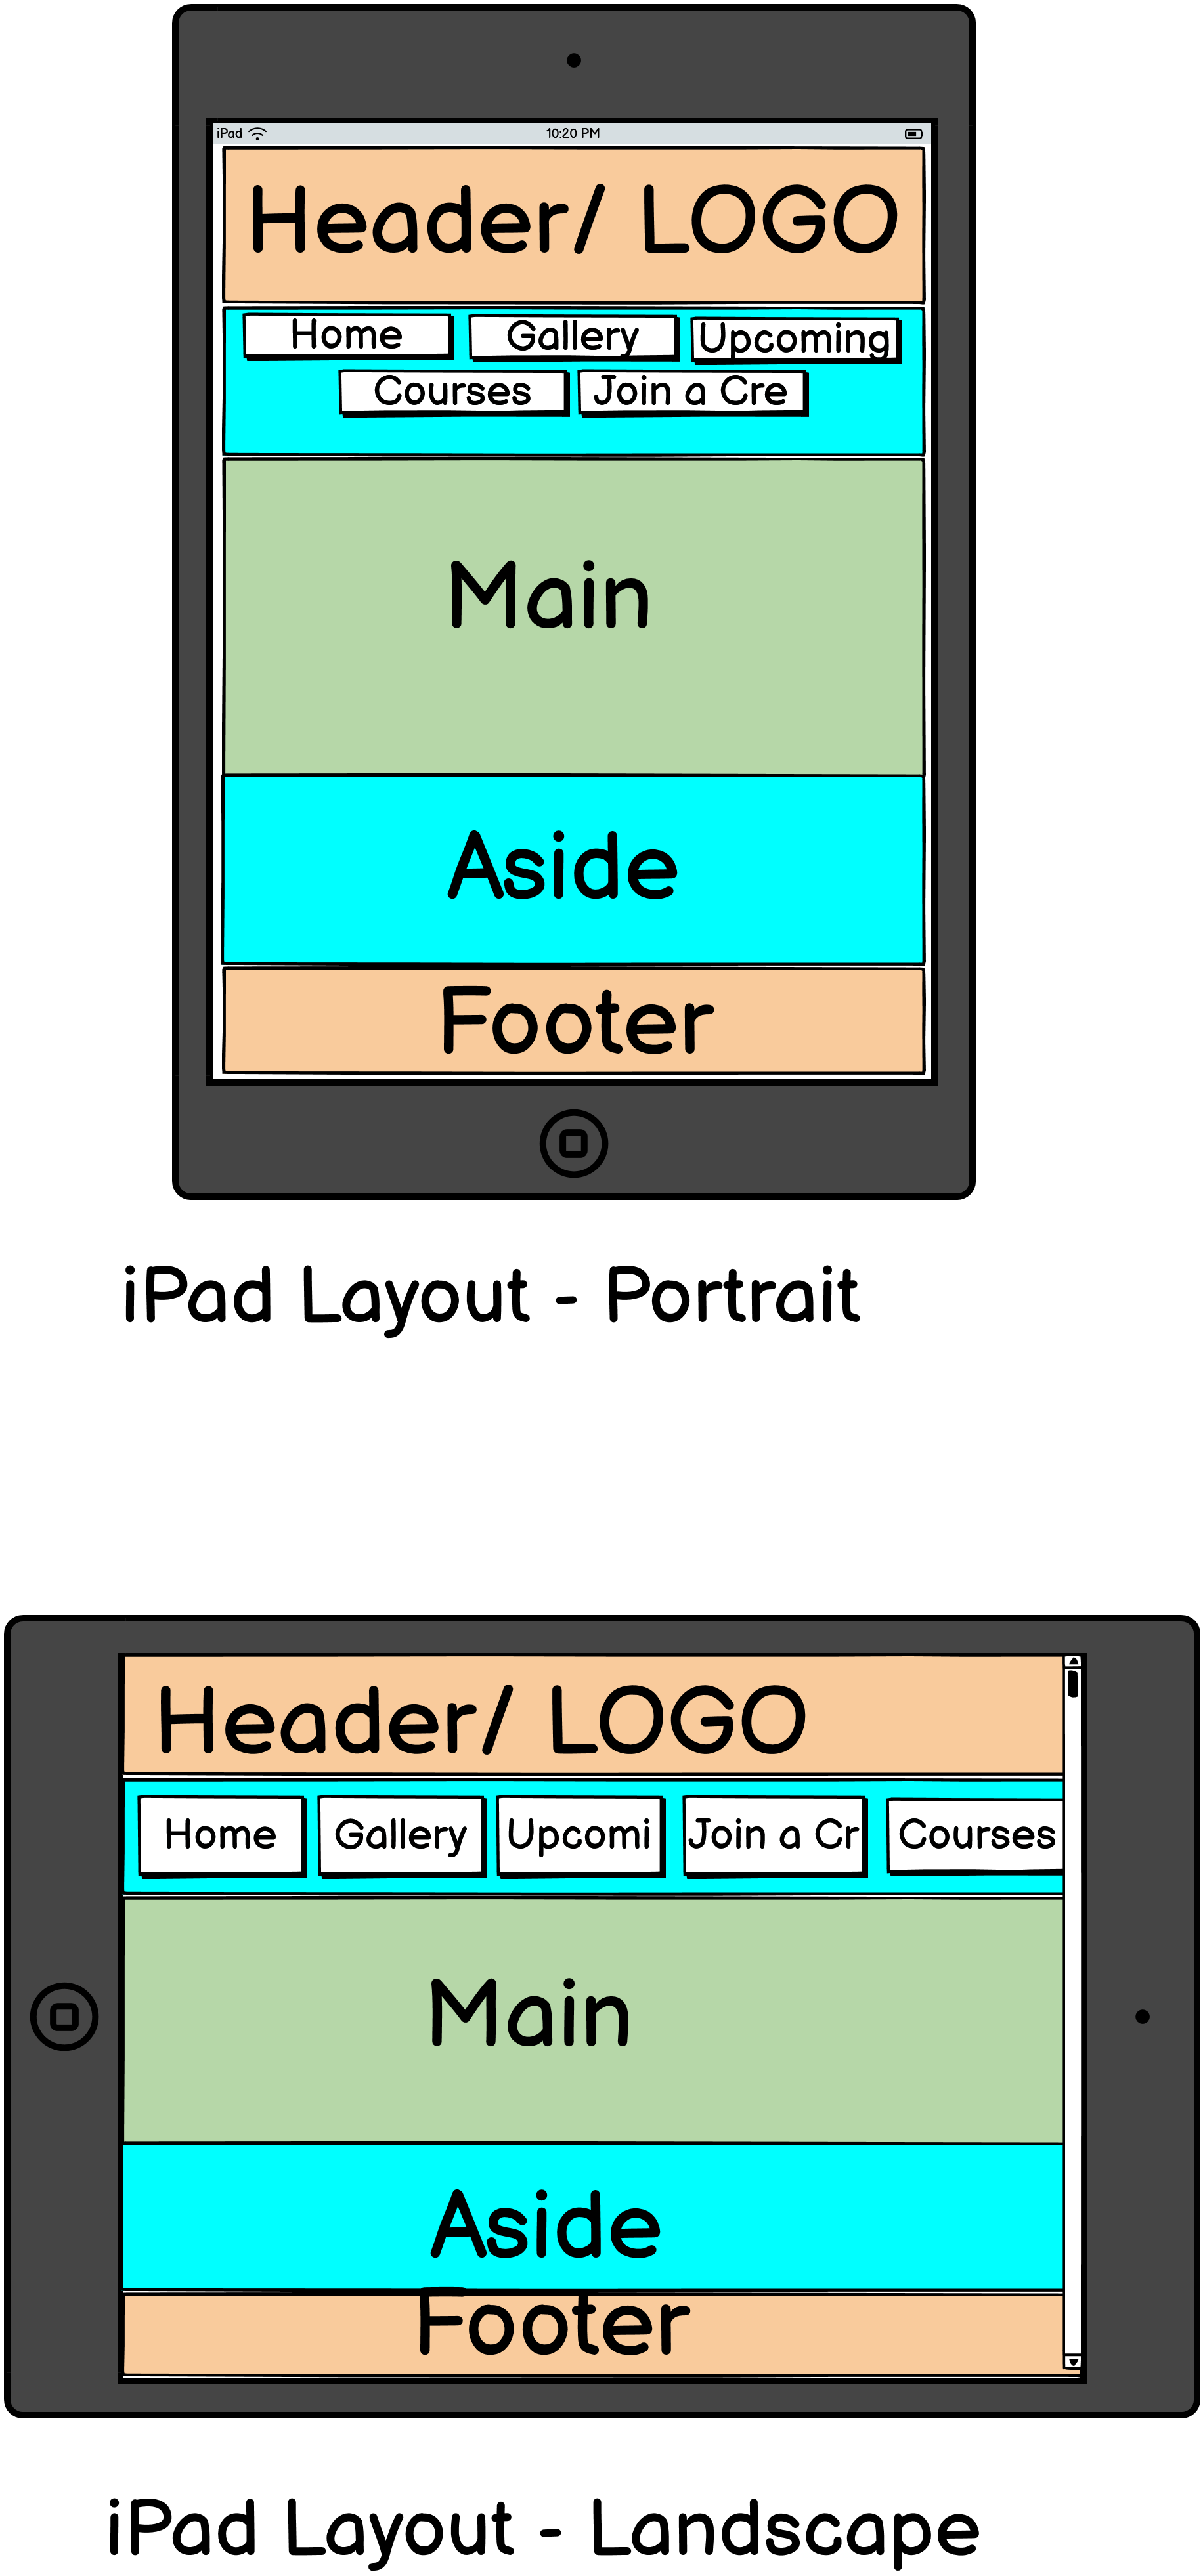 iPad 10:20 PM
Header/ LOGO
Home Gallery Upcoming
Courses Join a Cre
Main
Aside
Footer
iPad Layout - Portrait
Header/ LOGO
Home Gallery Upcomi Join a Cr Courses
Main
Aside
Footer
iPad Layout - Landscape